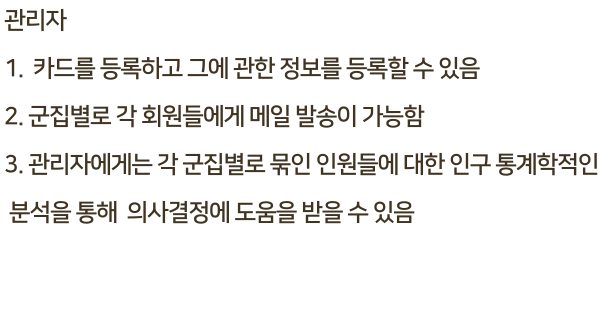 관리자
1. 카드를 등록하고 그에 관한 정보를 등록할 수 있음
2. 군집별로 각 회원들에게 메일 발송이 가능함
3. 관리자에게는 각 군집별로 묶인 인원들에 대한 인구 통계학적인
분석을 통해 의사결정에 도움을 받을 수 있음